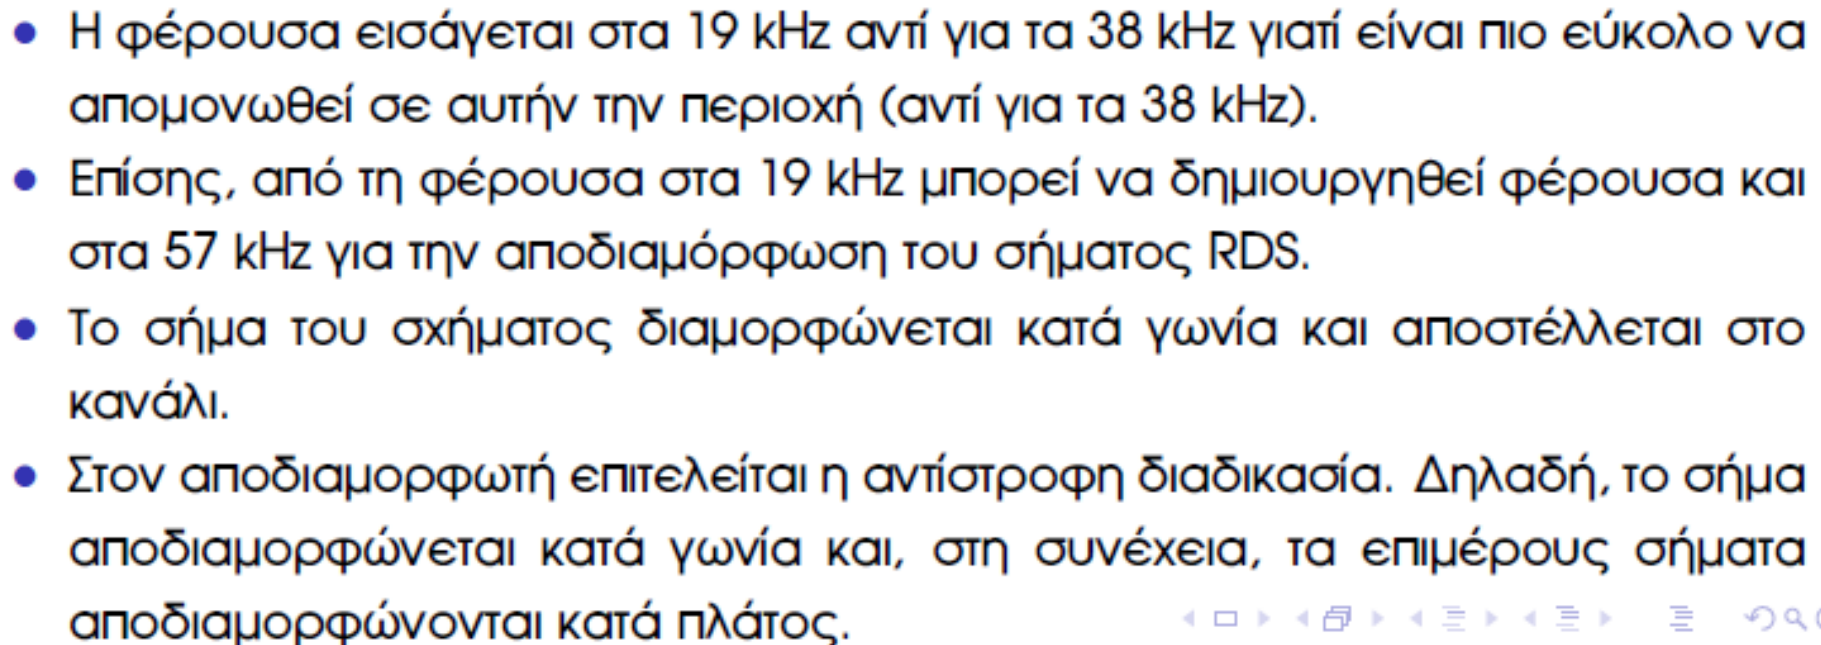 • Η φέρουσα εισάγεται στα 19 kHz αντί για τα 38 kHz γιατί είναι πιο εύκολο να
απομονωθεί σε αυτήν την περιοχή (αντί για τα 38 kHz).
• Επίσης, από τη φέρουσα στα 19 kHz μπορεί να δημιουργηθεί φέρουσα και
στα 57 kHz για την αποδιαμόρφωση του σήματος RDS.
• Το σήμα του σχήματος διαμορφώνεται κατά γωνία και αποστέλλεται στο
κανάλι.
• Στον αποδιαμορφωτή επιτελείται η αντίστροφη διαδικασία. Δηλαδή, το σήμα
αποδιαμορφώνεται κατά γωνία και, στη συνέχεια, τα επιμέρους σήματα
αποδιαμορφώνονται κατά πλάτος.